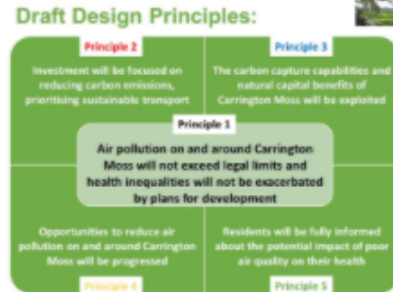 Draft Design Principles:
Principle 2
Investment will be focused on
reducing carbon emissions,
prioritising sustainable transport
Principle 3
The carbon capture capabilities and
natural capital benefits of
Carrington Moss will be exploited
Principle 1
Air pollution on and around Carrington
Moss will not exceed legal limits and
health inequalities will not be exacerbated
by plans for development
Opportunities to reduce air
pollution on and around Carrington
Moss will be progressed
Principle 4
Residents will be fully informed
about the potential impact of poor
air quality on their health
Principle 5